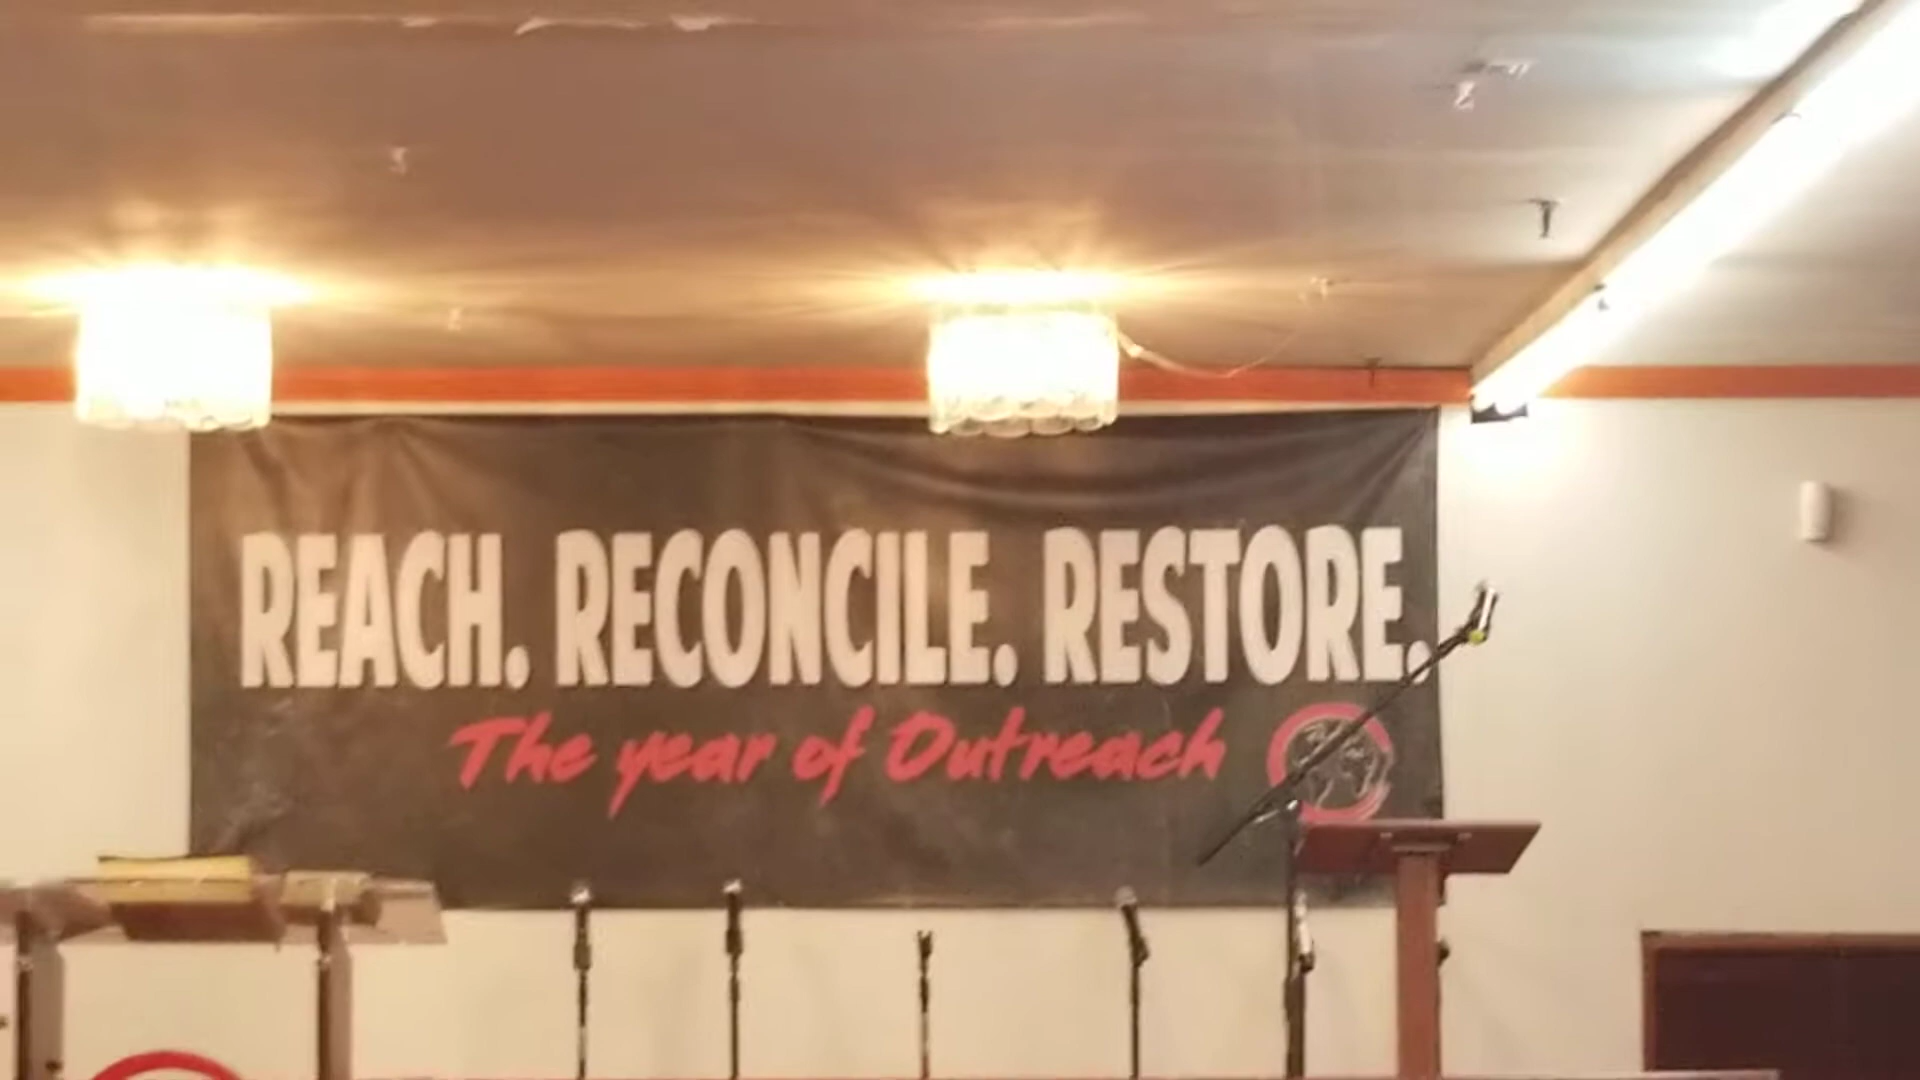 REACH. RECONCILE. RESTORE.
The year of Outreach